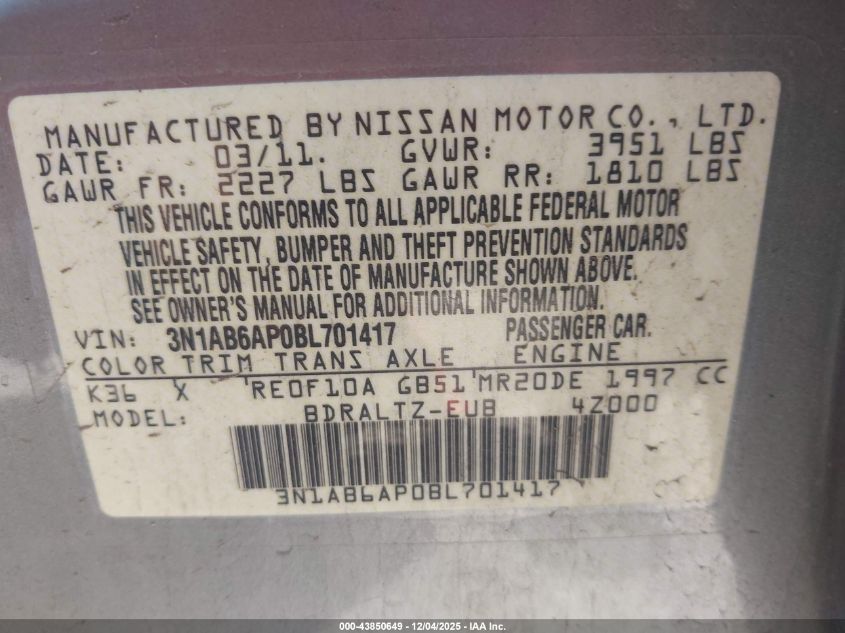 MANUFACTURED BY NISSAN MOTOR CO., LTD.
DATE: 03/11. GVWR: 3951 LBS
GAWR FR: 2227 LBS GAWR RR: 1810 LBS
THIS VEHICLE CONFORMS TO ALL APPLICABLE FEDERAL MOTOR
VEHICLE SAFETY, BUMPER AND THEFT PREVENTION STANDARDS
IN EFFECT ON THE DATE OF MANUFACTURE SHOWN ABOVE.
SEE OWNER'S MANUAL FOR ADDITIONAL INFORMATION.
VIN: 3N1AB6AP0BL701417 PASSENGER CAR.
COLOR TRIM TRANS AXLE ENGINE
K36 X RE0F10A GB51 MR20DE 1997 CC
MODEL: BDRALTZ-EUB 4Z000
3N1AB6AP0BL701417
000-43850649 - 12/04/2025 - IAA Inc.